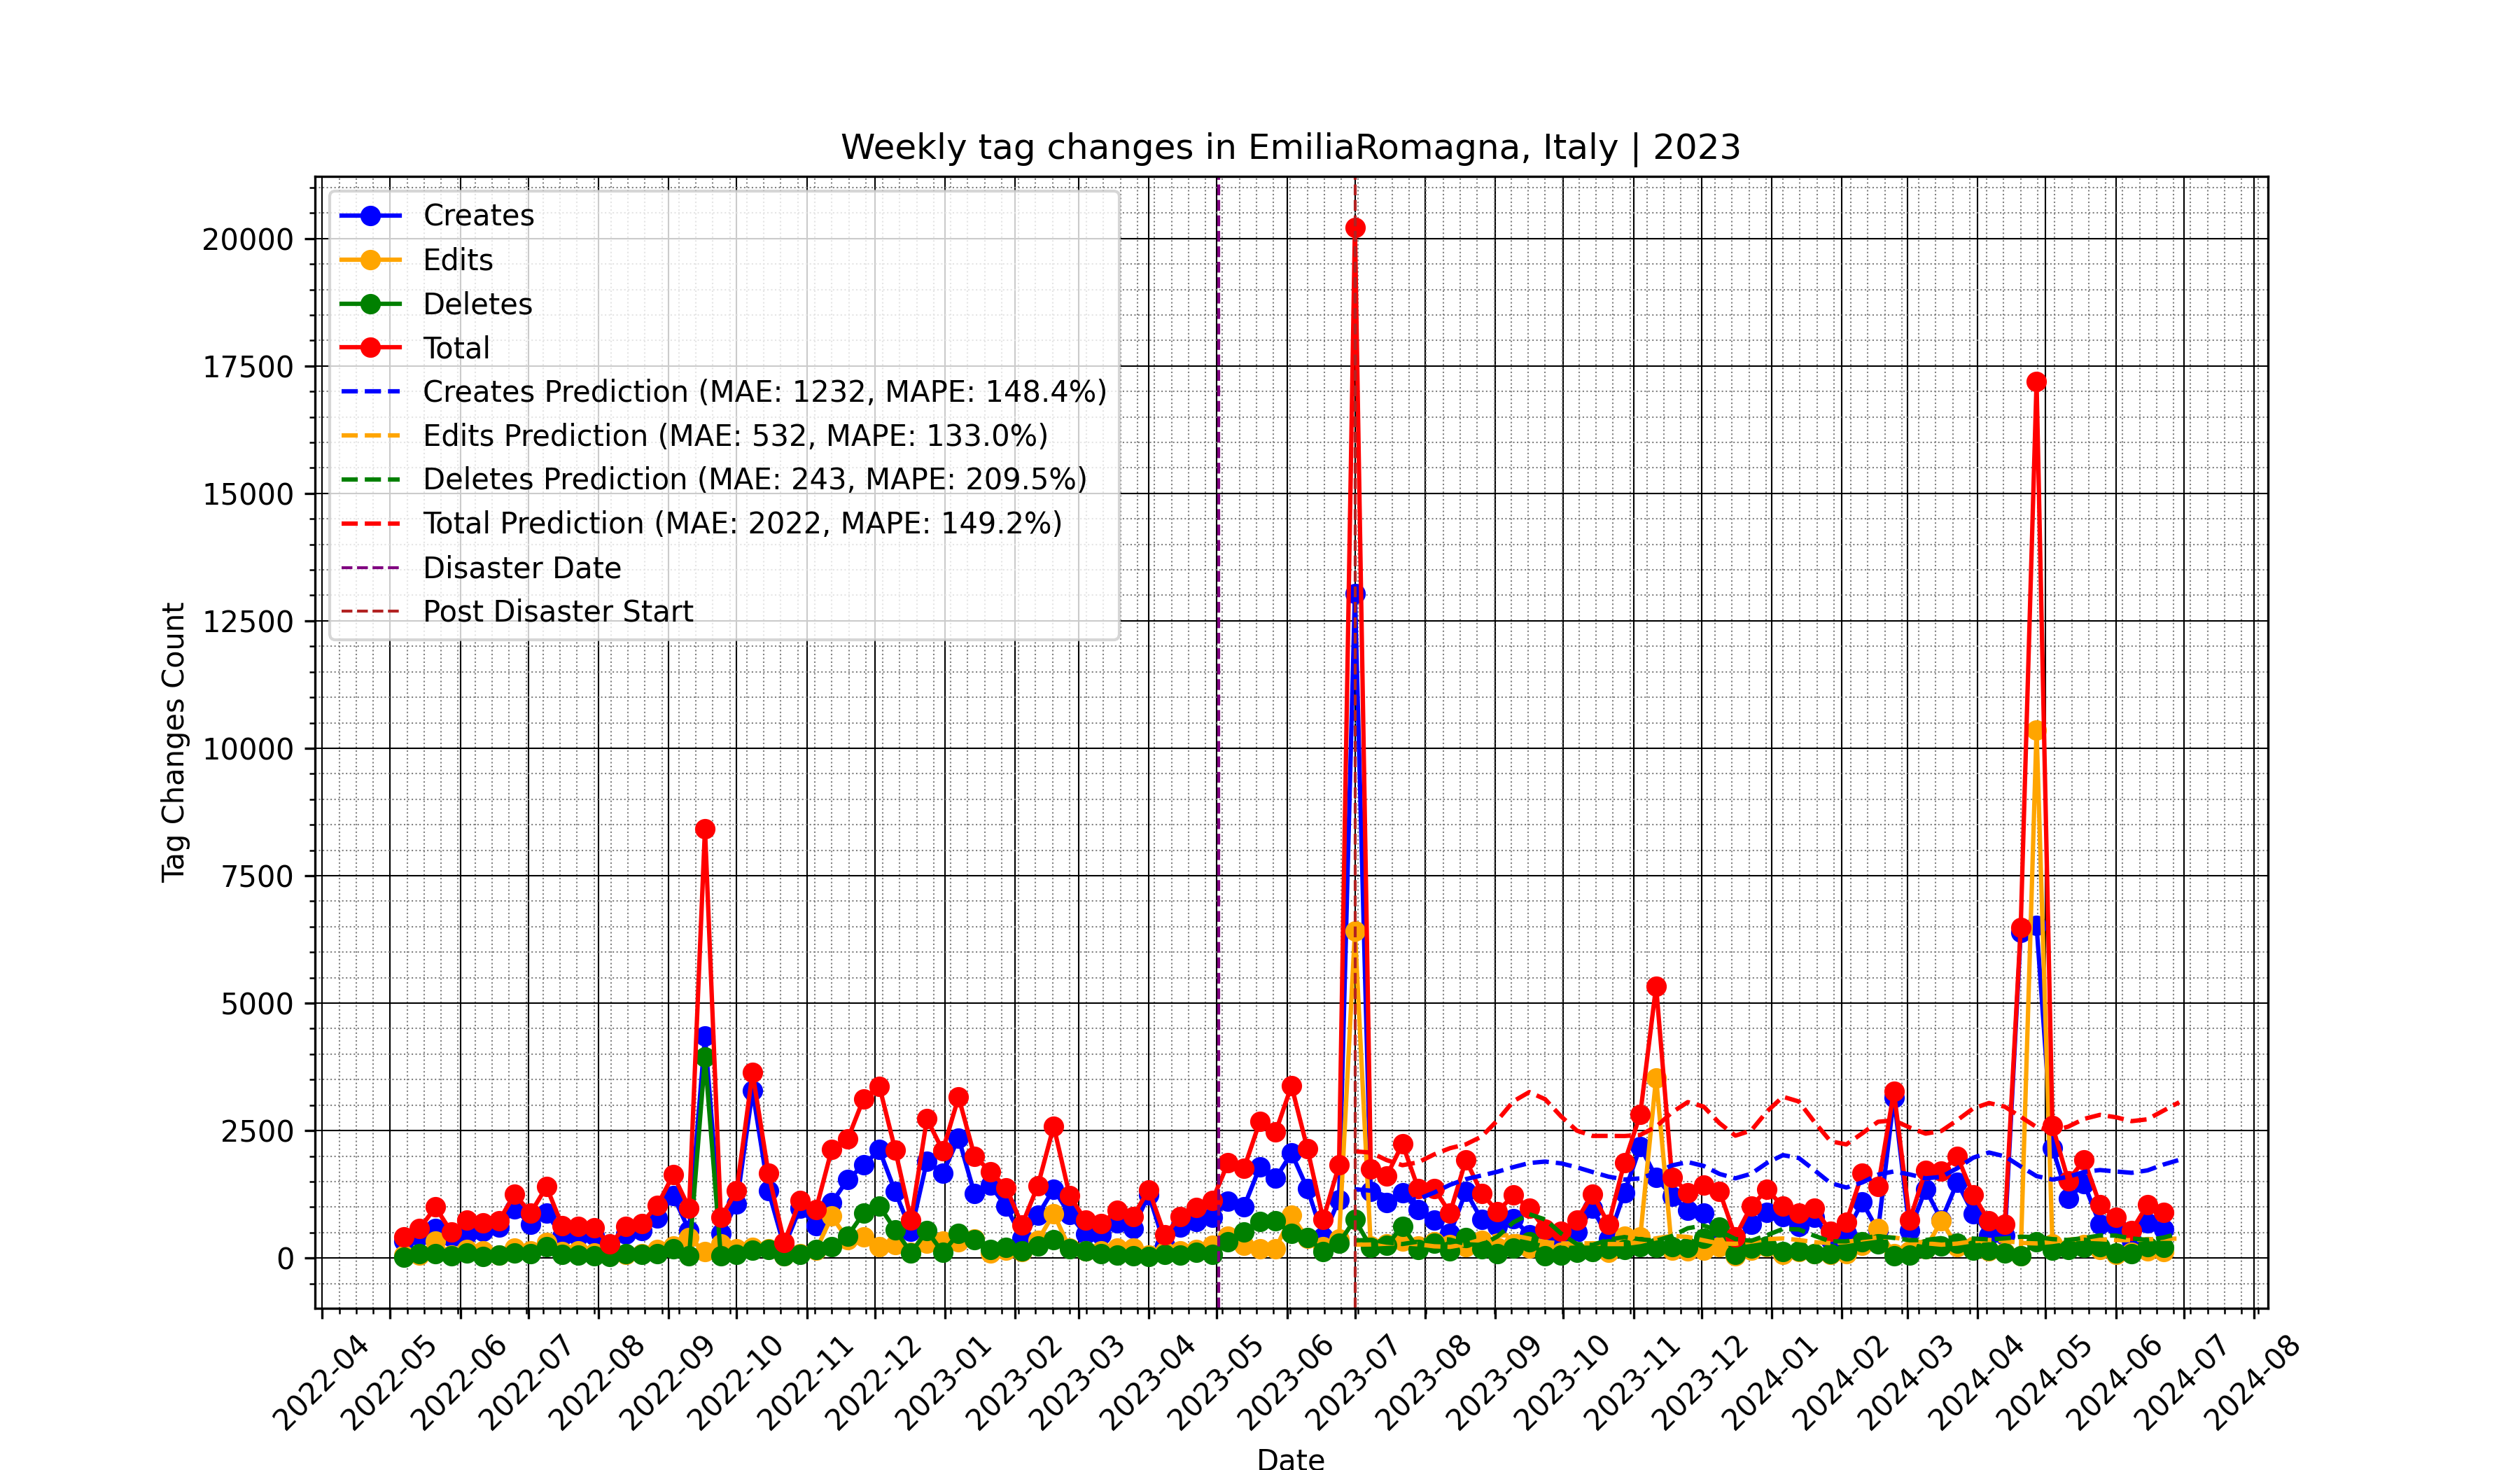 Weekly tag changes in EmiliaRomagna, Italy | 2023
Creates
Edits
Deletes
Total
Creates Prediction (MAE: 1232, MAPE: 148.4%)
Edits Prediction (MAE: 532, MAPE: 133.0%)
Deletes Prediction (MAE: 243, MAPE: 209.5%)
Total Prediction (MAE: 2022, MAPE: 149.2%)
Disaster Date
Post Disaster Start
Tag Changes Count
20000
17500
15000
12500
10000
7500
5000
2500
0
2022-04
2022-05
2022-06
2022-07
2022-08
2022-09
2022-10
2022-11
2022-12
2023-01
2023-02
2023-03
2023-04
2023-05
2023-06
2023-07
2023-08
2023-09
2023-10
2023-11
2023-12
2024-01
2024-02
2024-03
2024-04
2024-05
2024-06
2024-07
2024-08
Date